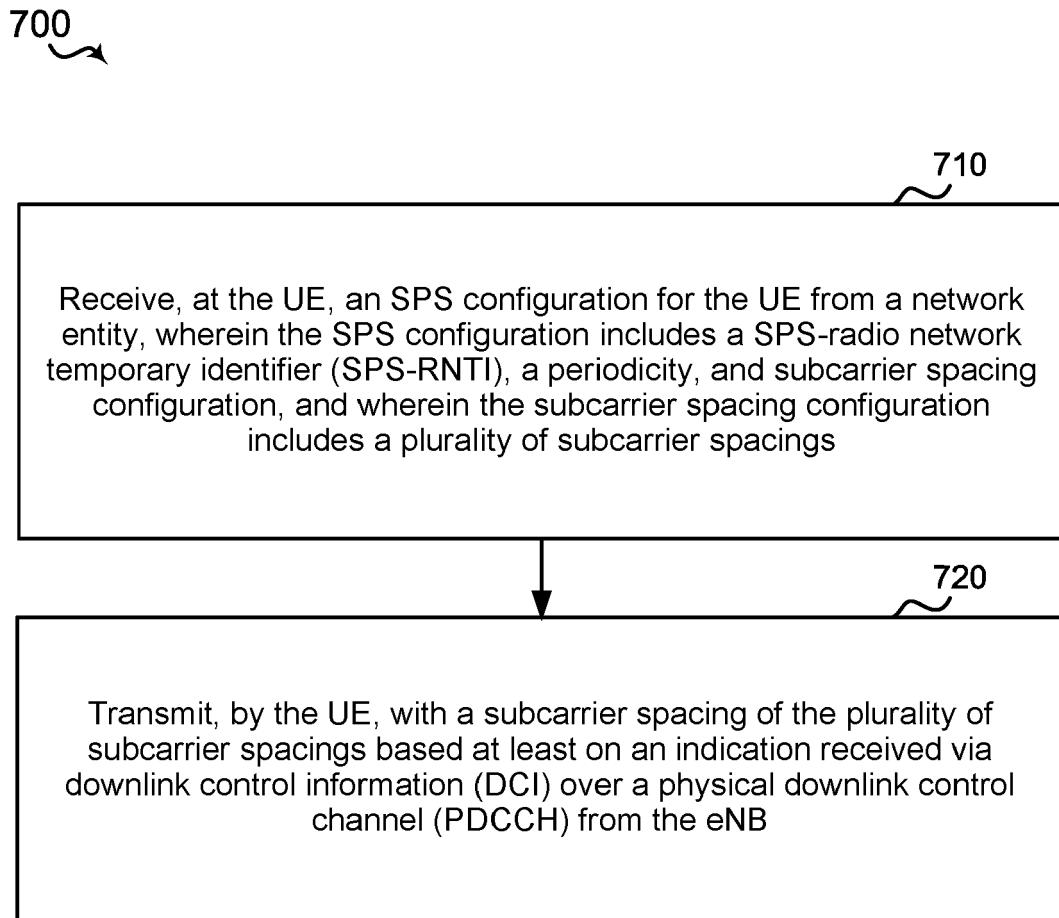 700
710
Receive, at the UE, an SPS configuration for the UE from a network
entity, wherein the SPS configuration includes a SPS-radio network
temporary identifier (SPS-RNTI), a periodicity, and subcarrier spacing
configuration, and wherein the subcarrier spacing configuration
includes a plurality of subcarrier spacings
720
Transmit, by the UE, with a subcarrier spacing of the plurality of
subcarrier spacings based at least on an indication received via
downlink control information (DCI) over a physical downlink control
channel (PDCCH) from the eNB